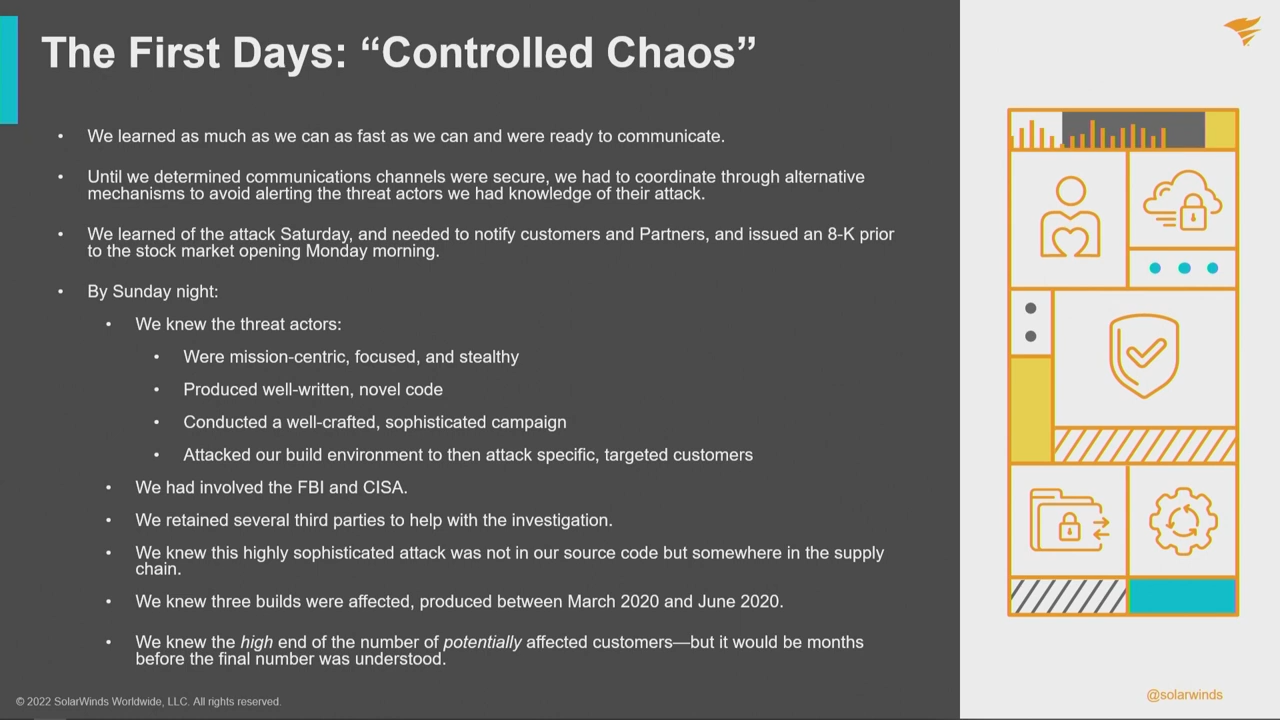 The First Days: “Controlled Chaos”
• We learned as much as we can as fast as we can and were ready to communicate.
• Until we determined communications channels were secure, we had to coordinate through alternative
mechanisms to avoid alerting the threat actors we had knowledge of their attack.
• We learned of the attack Saturday, and needed to notify customers and Partners, and issued an 8-K prior
to the stock market opening Monday morning.
• By Sunday night:
• We knew the threat actors:
• Were mission-centric, focused, and stealthy
• Produced well-written, novel code
• Conducted a well-crafted, sophisticated campaign
• Attacked our build environment to then attack specific, targeted customers
• We had involved the FBI and CISA.
• We retained several third parties to help with the investigation.
• We knew this highly sophisticated attack was not in our source code but somewhere in the supply
chain.
• We knew three builds were affected, produced between March 2020 and June 2020.
• We knew the high end of the number of potentially affected customers—but it would be months
before the final number was understood.
© 2022 SolarWinds Worldwide, LLC. All rights reserved.
@solarwinds